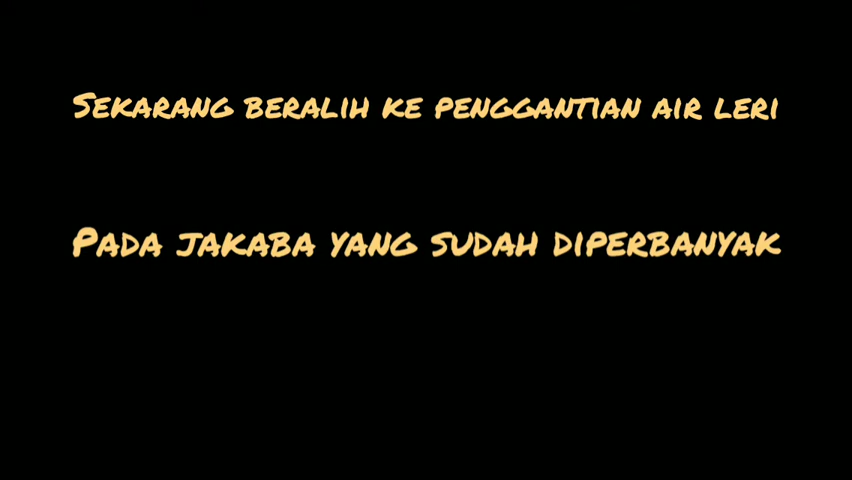 Sekarang beralih ke penggantian air leri
Pada jakaba yang sudah diperbanyak